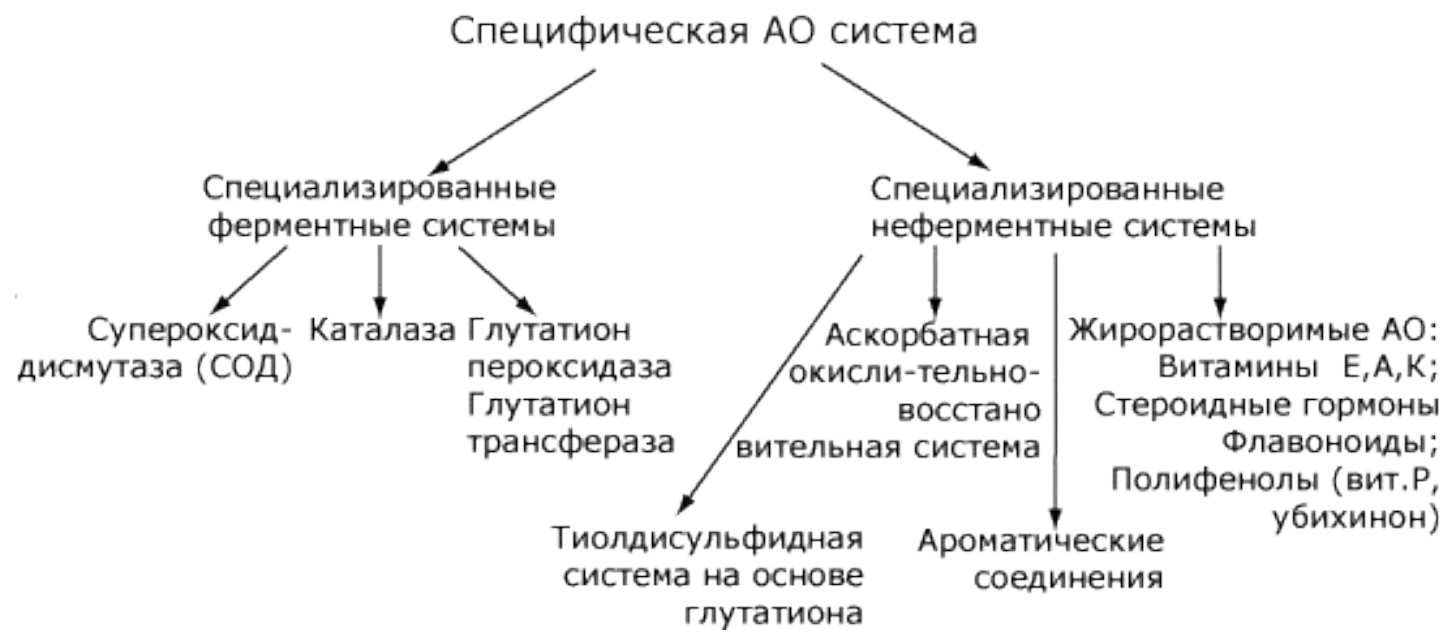 Специфическая АО система
Специализированные
ферментные системы
Специализированные
неферментные системы
Супероксид-
дисмутаза (СОД)
Каталаза
Глутатион
пероксидаза
Глутатион
трансфераза
Аскорбатная
окисли-тельно-
восстано
вительная система
Жирорастворимые АО:
Витамины Е,А,К;
Стероидные гормоны
Флавоноиды;
Полифенолы (вит.Р,
убихинон)
Тиолдисульфидная
система на основе
глутатиона
Ароматические
соединения